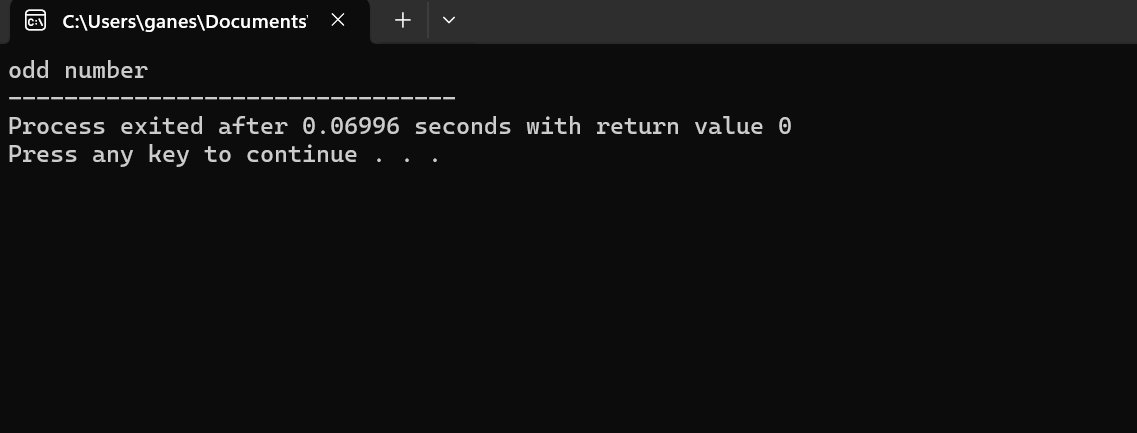 C:\Users\ganes\Documents'
odd number
--------------------------------
Process exited after 0.06996 seconds with return value 0
Press any key to continue . . .